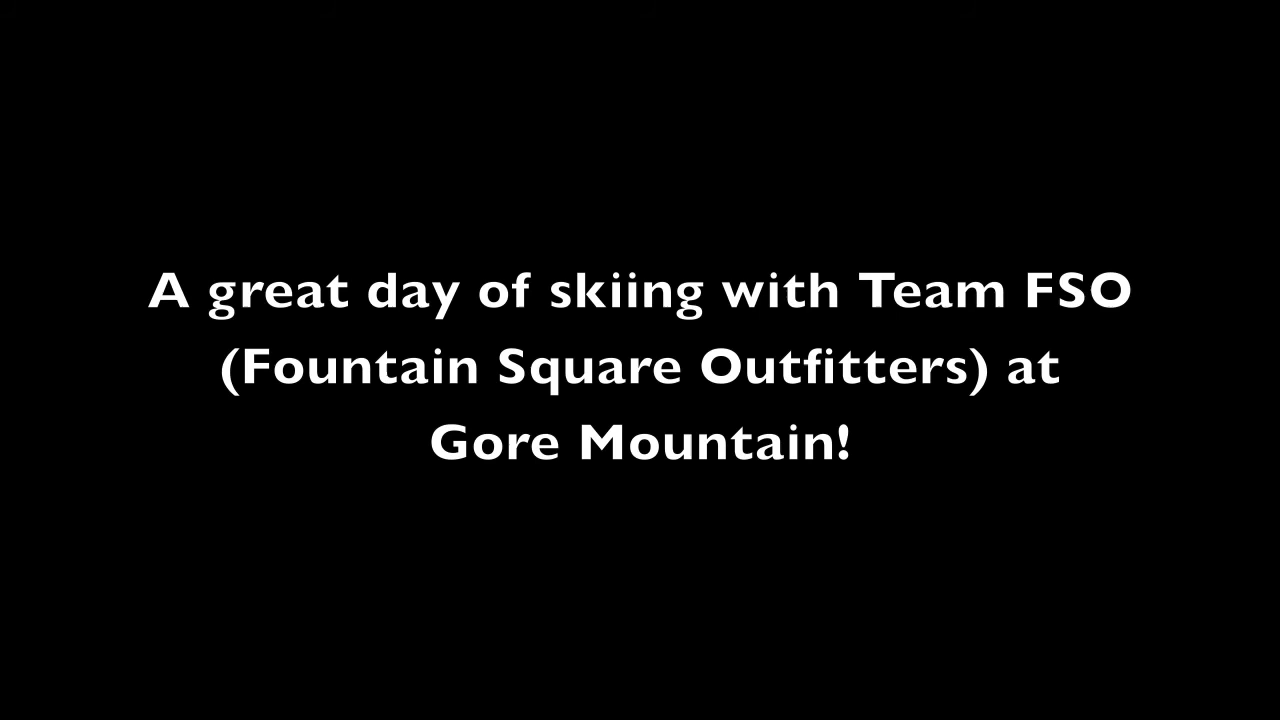 A great day of skiing with Team FSO
(Fountain Square Outfitters) at
Gore Mountain!